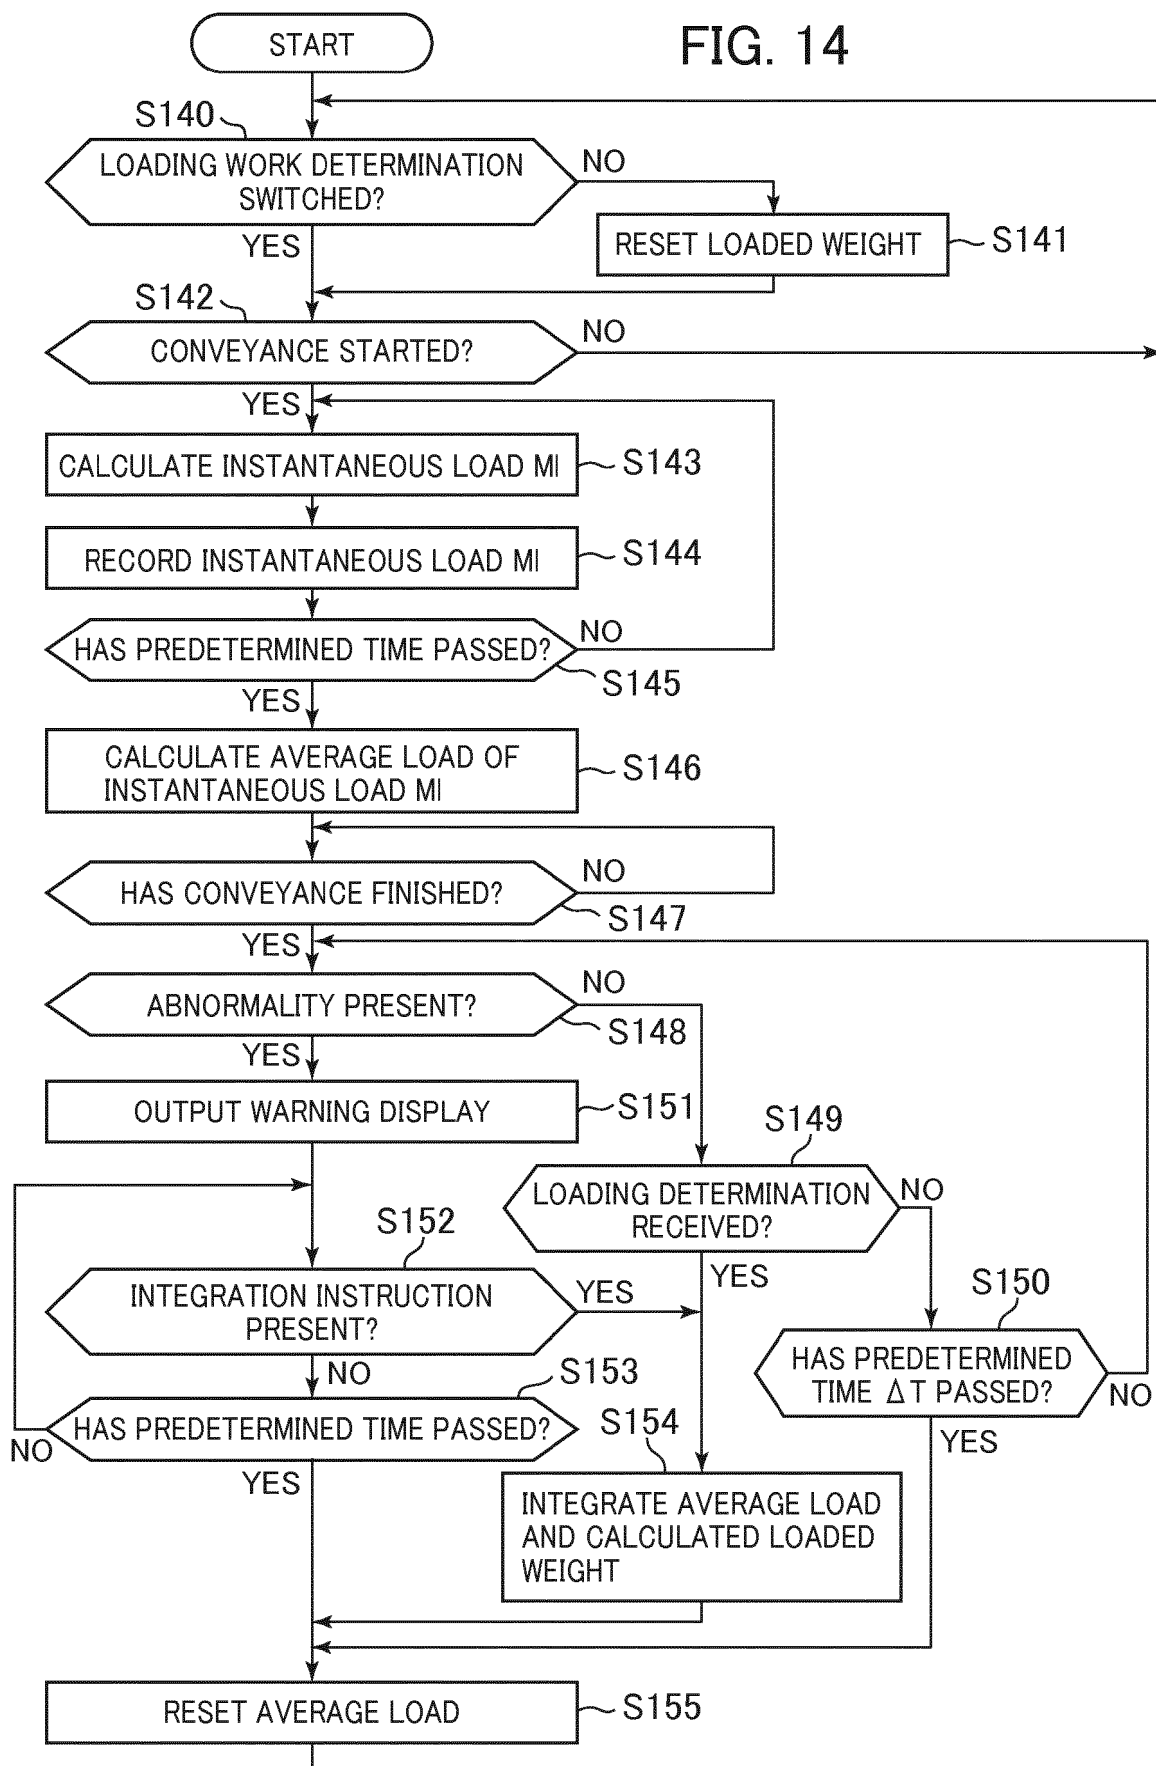 START
FIG. 14
S140
LOADING WORK DETERMINATION
SWITCHED?
NO
YES
RESET LOADED WEIGHT
S141
S142
CONVEYANCE STARTED?
NO
YES
CALCULATE INSTANTANEOUS LOAD MI
S143
RECORD INSTANTANEOUS LOAD MI
S144
HAS PREDETERMINED TIME PASSED?
NO
S145
YES
CALCULATE AVERAGE LOAD OF
INSTANTANEOUS LOAD MI
S146
HAS CONVEYANCE FINISHED?
NO
S147
YES
ABNORMALITY PRESENT?
NO
S148
YES
OUTPUT WARNING DISPLAY
S151
S149
LOADING DETERMINATION
RECEIVED?
NO
YES
S152
INTEGRATION INSTRUCTION
PRESENT?
YES
NO
S150
HAS PREDETERMINED
TIME ΔT PASSED?
NO
YES
S153
HAS PREDETERMINED TIME PASSED?
NO
YES
S154
INTEGRATE AVERAGE LOAD
AND CALCULATED LOADED
WEIGHT
RESET AVERAGE LOAD
S155